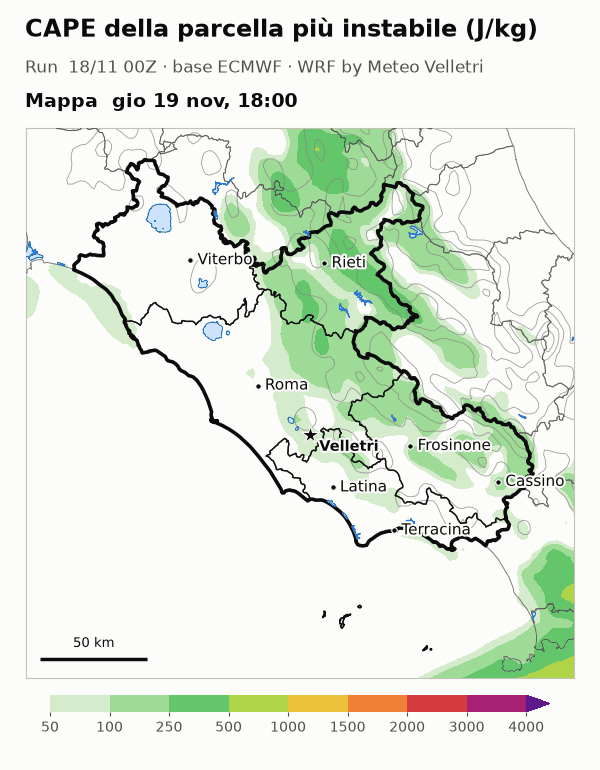 CAPE della parcella più instabile (J/kg)
Run  18/11 00Z · base ECMWF · WRF by Meteo Velletri
Mappa  gio 19 nov, 18:00
Viterbo
Rieti
Roma
Velletri
Frosinone
Latina
Cassino
Terracina
50 km
50 100 250 500 1000 1500 2000 3000 4000